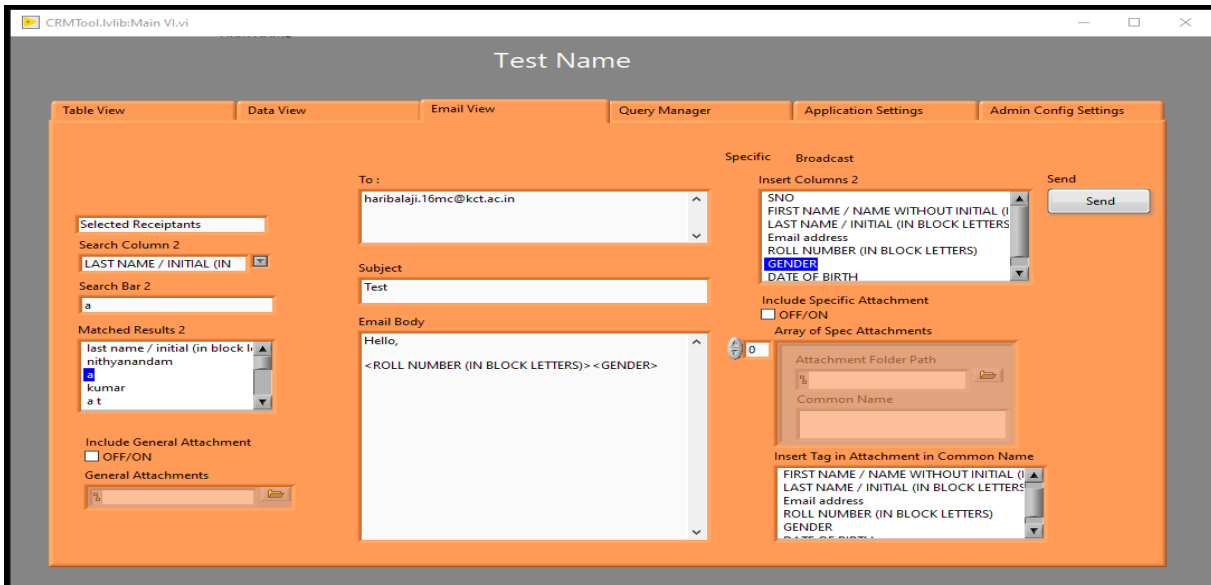 CRMTool.lvlib:Main VI.vi
Test Name
Table View
Data View
Email View
Query Manager
Application Settings
Admin Config Settings
Specific
Broadcast
To :
haribalaji.16mc@kct.ac.in
Insert Columns 2
SNO
FIRST NAME / NAME WITHOUT INITIAL (I
LAST NAME / INITIAL (IN BLOCK LETTERS
Email address
ROLL NUMBER (IN BLOCK LETTERS)
GENDER
DATE OF BIRTH
Send
Send
Selected Receiptants
Search Column 2
LAST NAME / INITIAL (IN
Search Bar 2
a
Matched Results 2
last name / initial (in block l
nithyanandam
a
kumar
a t
Include General Attachment
OFF/ON
General Attachments
Subject
Test
Email Body
Hello,
<ROLL NUMBER (IN BLOCK LETTERS)> <GENDER>
Include Specific Attachment
OFF/ON
Array of Spec Attachments
0
Attachment Folder Path
Common Name
Insert Tag in Attachment in Common Name
FIRST NAME / NAME WITHOUT INITIAL (I
LAST NAME / INITIAL (IN BLOCK LETTERS
Email address
ROLL NUMBER (IN BLOCK LETTERS)
GENDER
DATE OF BIRTH